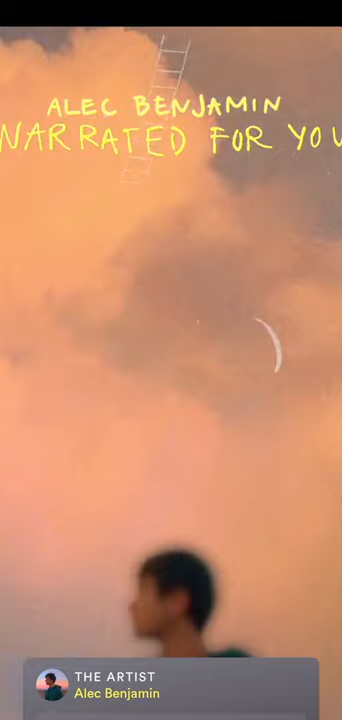 ALEC BENJAMIN
NARRATED FOR YOU
THE ARTIST
Alec Benjamin